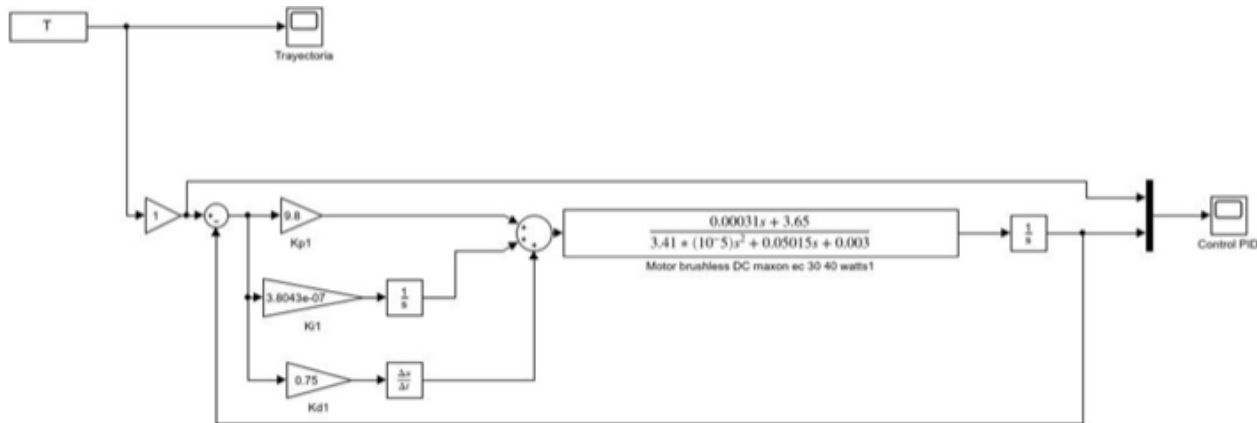 T
Trayectoria
1
+
-
9.8
Kp1
+
+
+
0.00031s + 3.65
3.41 * (10^-5)s^2 + 0.05015s + 0.003
Motor brushless DC maxon ec 30 40 watts1
1
s
Control PID
3.8043e-07
Ki1
1
s
0.75
Kd1
Δu
Δt